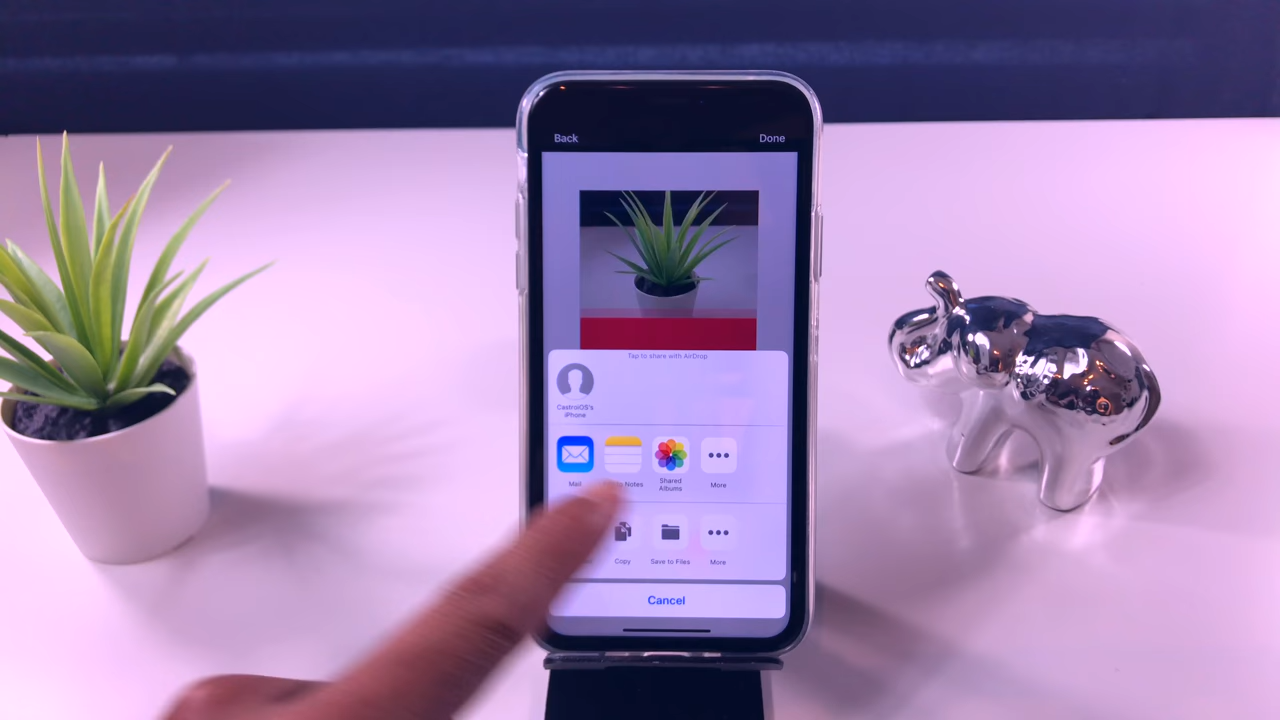 Back
Done
Tap to share with AirDrop
CastroiOS's
iPhone
Mail
Notes
Shared
Albums
More
Copy
Save to Files
More
Cancel